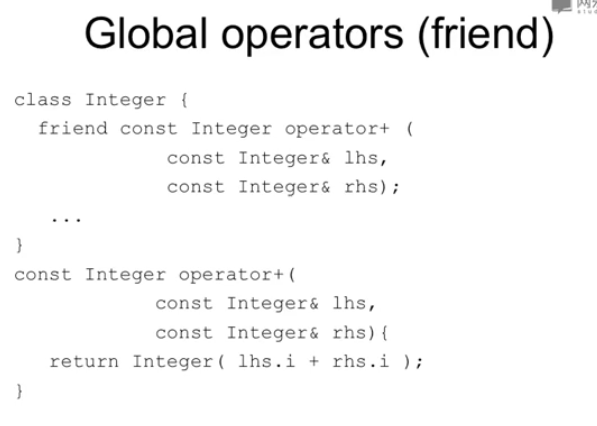 Global operators (friend)
class Integer {
friend const Integer operator+ (
const Integer& lhs,
const Integer& rhs);
...
}
const Integer operator+(
const Integer& lhs,
const Integer& rhs){
return Integer( lhs.i + rhs.i );
}